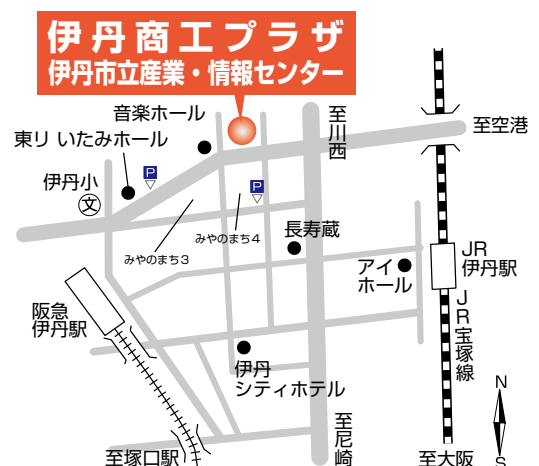 伊丹商工プラザ
伊丹市立産業・情報センター
音楽ホール
至川西
至空港
東リ いたみホール
P
伊丹小
文
P
みやのまち3
みやのまち4
長寿蔵
アイ
ホール
JR
伊丹駅
阪急
伊丹駅
JR宝塚線
伊丹
シティホテル
N
至尼崎
至塚口駅
至大阪
S